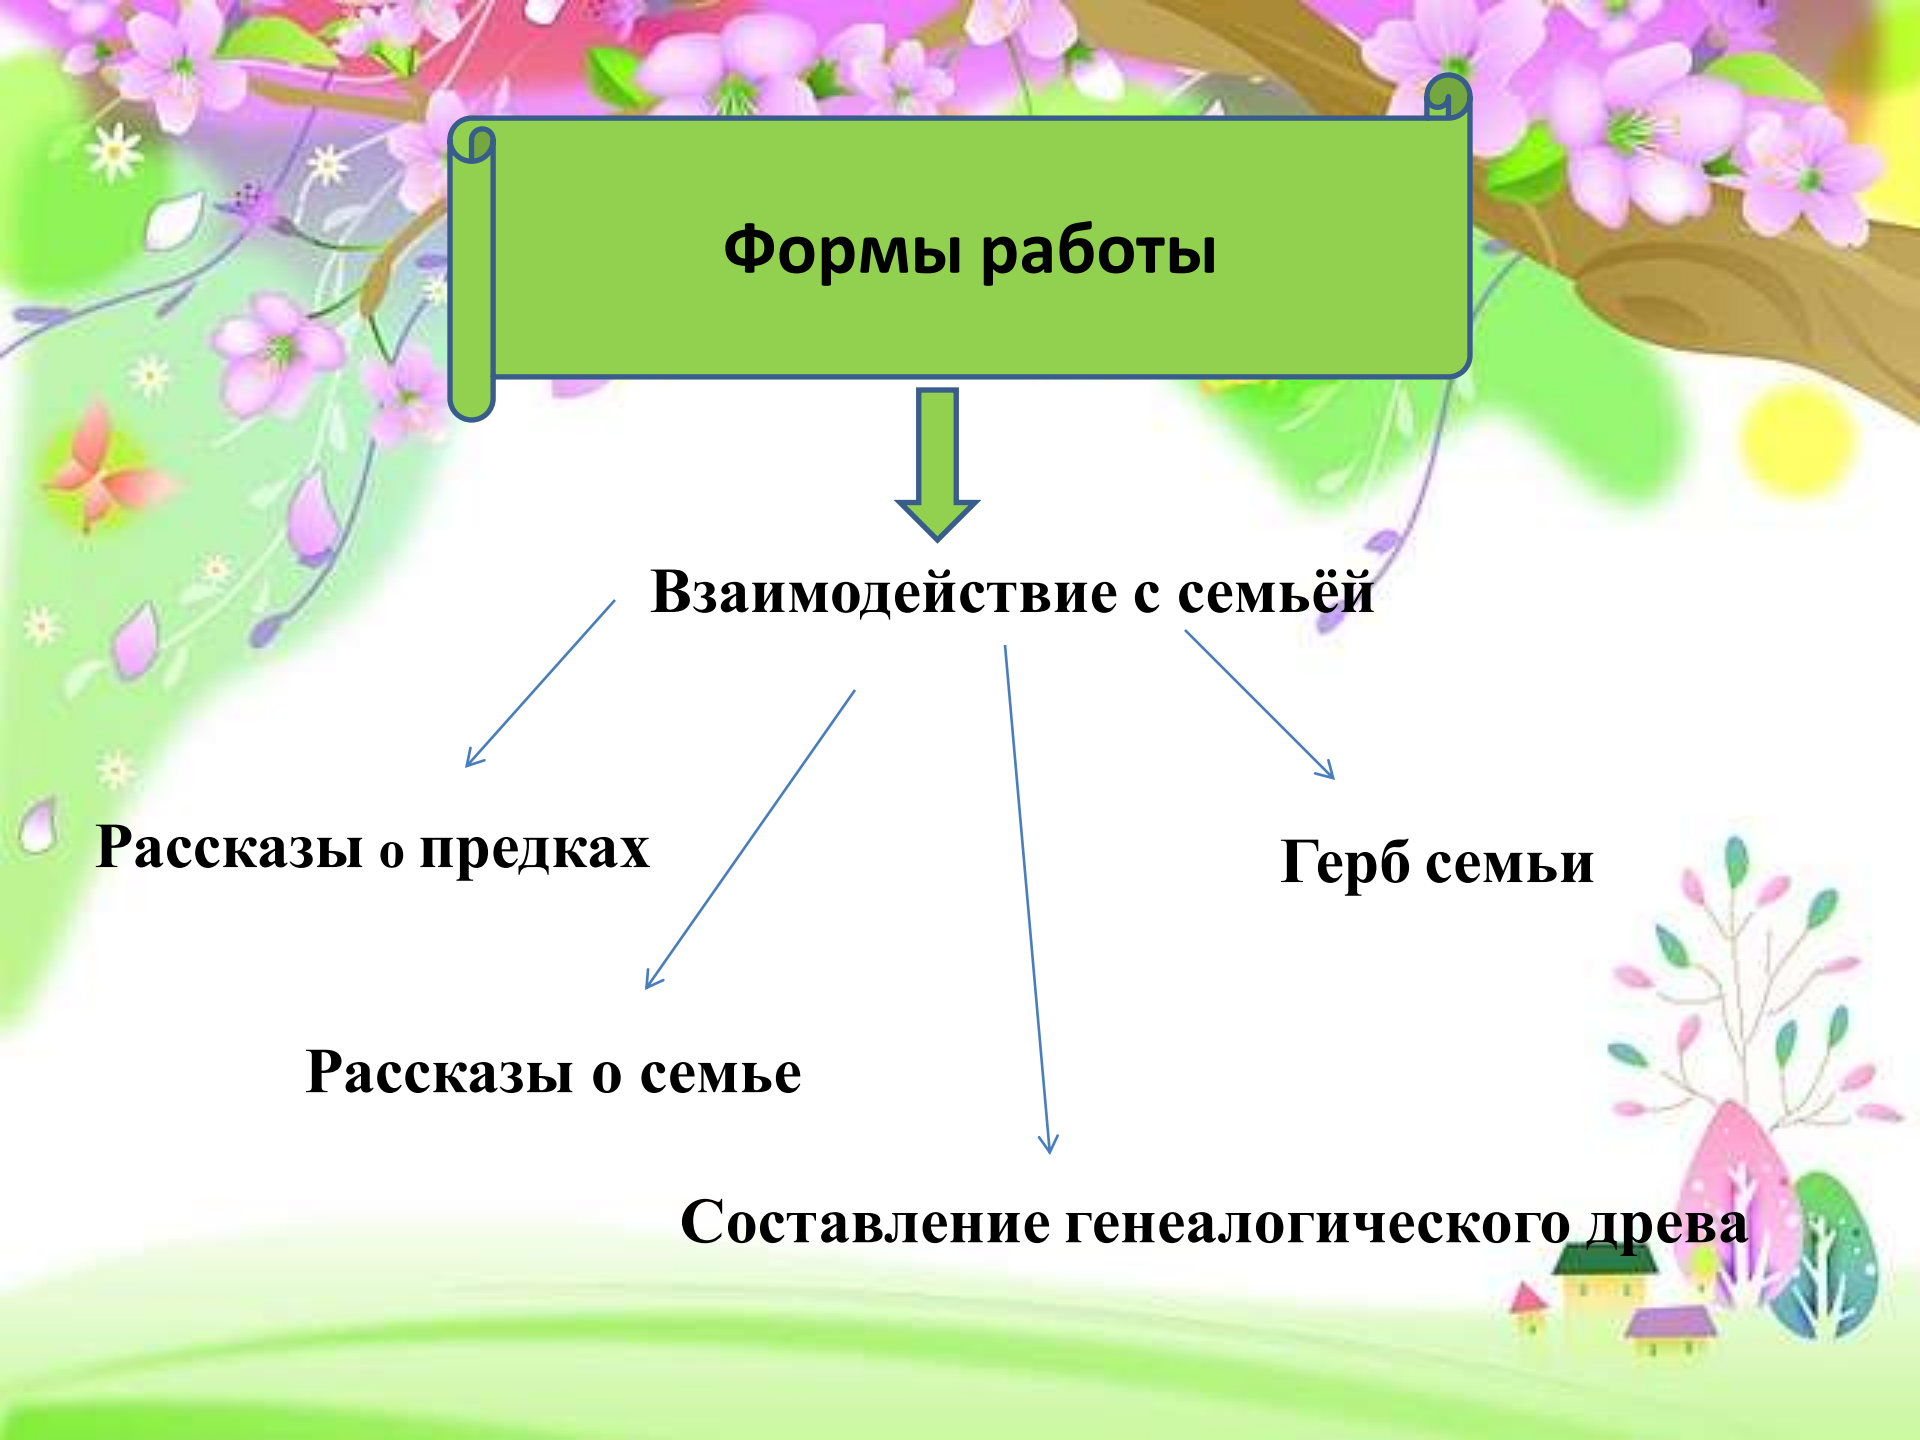 Формы работы
Взаимодействие с семьёй
Рассказы о предках
Герб семьи
Рассказы о семье
Составление генеалогического древа